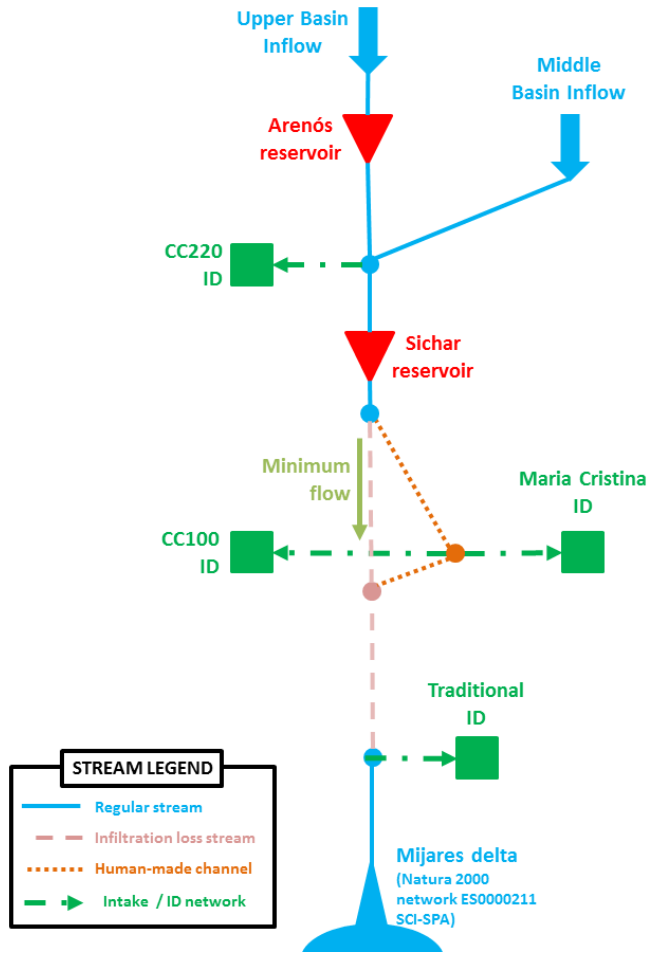 Upper Basin
Inflow
Middle
Basin Inflow
Arenós
reservoir
CC220
ID
Sichar
reservoir
Minimum
flow
Maria Cristina
ID
CC100
ID
Traditional
ID
STREAM LEGEND
Regular stream
Infiltration loss stream
Human-made channel
Intake / ID network
Mijares delta
(Natura 2000
network ES0000211
SCI-SPA)